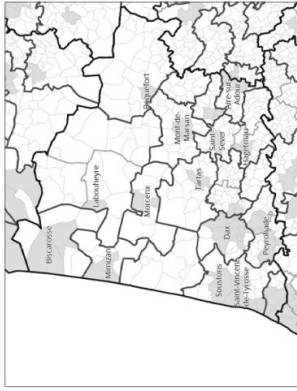 Biscarosse
Labouheyre
Mimizan
Morcenx
Roquefort
Mont-de-
Marsan
Tartas
Saint-
Sever
Aire-sur-
Adour
Hagetmau
Soustons
Dax
Saint-Vincent-
de-Tyrosse
Peyrehorade